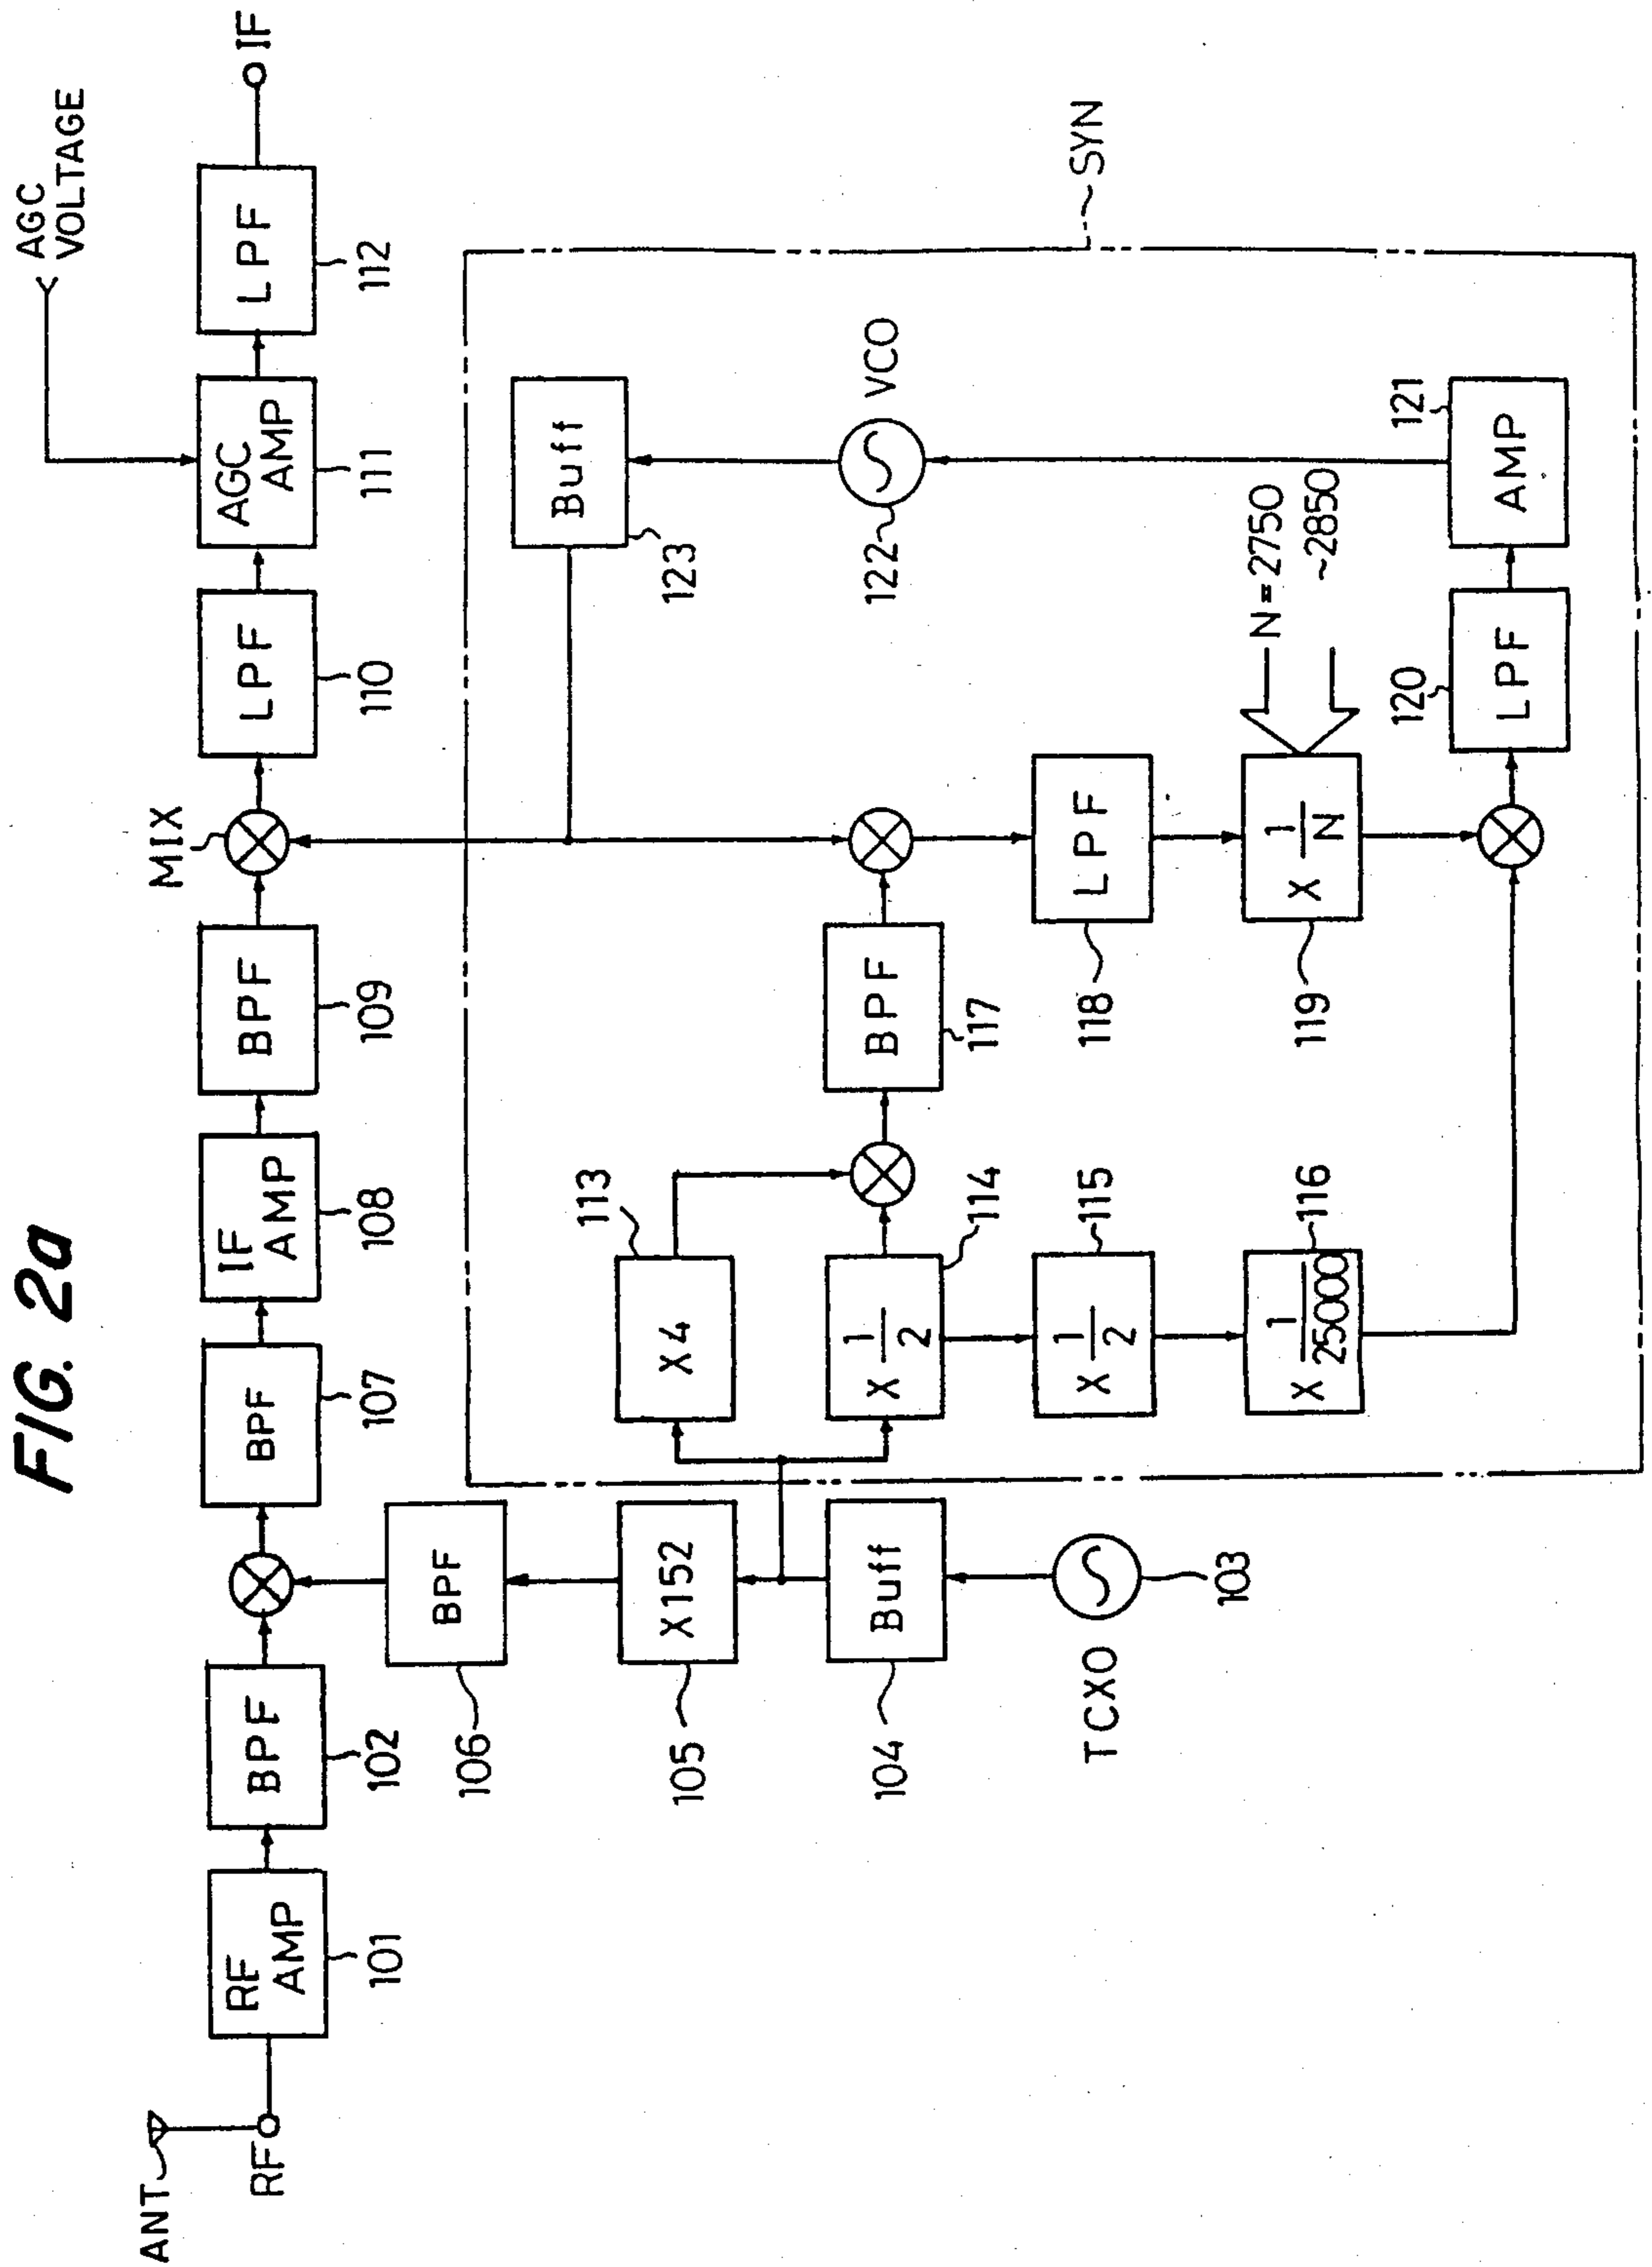 FIG. 2a
AGC
VOLTAGE
ANT
RF
RF
AMP
101
BPF
102
BPF
107
IF
AMP
108
BPF
109
MIX
LPF
110
AGC
AMP
111
LPF
112
IF
BPF
106
X152
105
Buff
104
TCXO
103
SYN
X4
113
X 1/2
114
X 1/2
115
X 1/25000
116
BPF
117
LPF
118
X 1/N
119
N = 2750
~2850
LPF
120
AMP
121
VCO
122
Buff
123